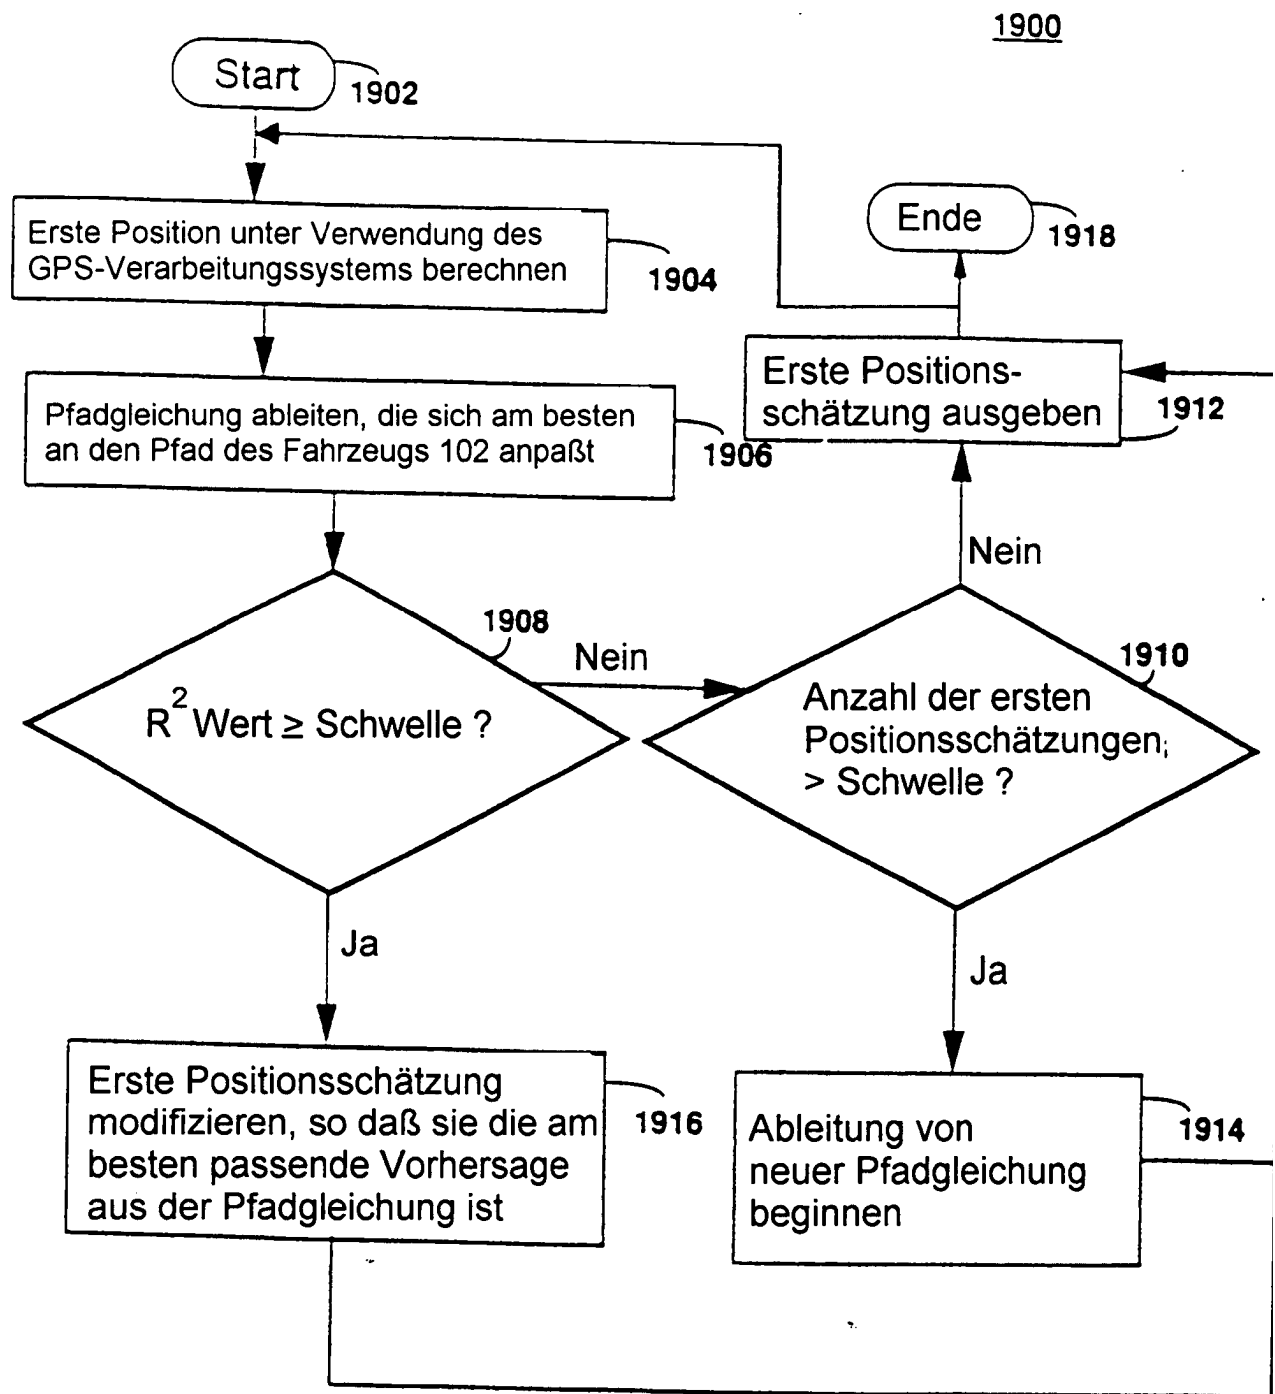 1900
Start
1902
Erste Position unter Verwendung des
GPS-Verarbeitungssystems berechnen
1904
Ende
1918
Pfadgleichung ableiten, die sich am besten
an den Pfad des Fahrzeugs 102 anpaßt
1906
Erste Positions-
schätzung ausgeben
1912
Nein
1908
Nein
R² Wert ≥ Schwelle ?
1910
Anzahl der ersten
Positionsschätzungen
> Schwelle ?
Ja
Ja
Erste Positionsschätzung
modifizieren, so daß sie die am
besten passende Vorhersage
aus der Pfadgleichung ist
1916
Ableitung von
neuer Pfadgleichung
beginnen
1914